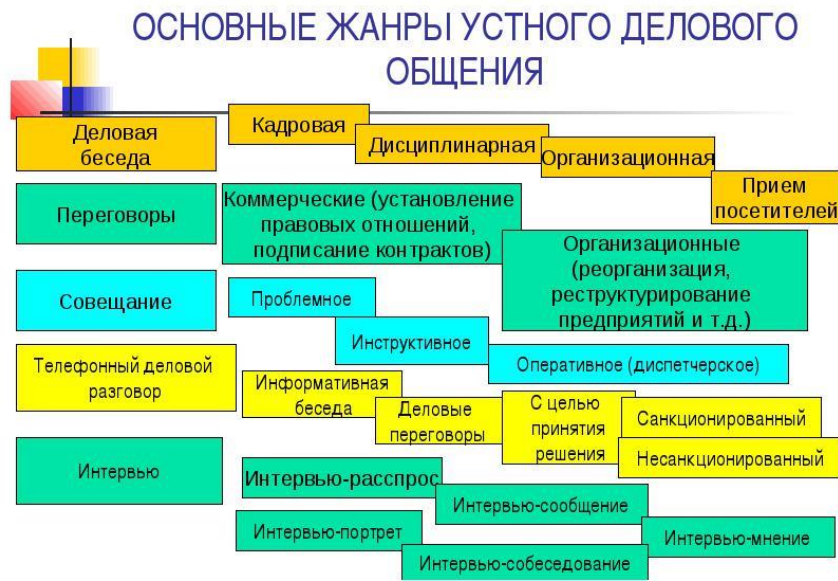 ОСНОВНЫЕ ЖАНРЫ УСТНОГО ДЕЛОВОГО
ОБЩЕНИЯ
Деловая
беседа
Кадровая
Дисциплинарная
Организационная
Прием
посетителей
Переговоры
Коммерческие (установление
правовых отношений,
подписание контрактов)
Организационные
(реорганизация,
реструктурирование
предприятий и т.д.)
Совещание
Проблемное
Инструктивное
Оперативное (диспетчерское)
Телефонный деловой
разговор
Информативная
беседа
Деловые
переговоры
С целью
принятия
решения
Санкционированный
Несанкционированный
Интервью
Интервью-расспрос
Интервью-сообщение
Интервью-портрет
Интервью-мнение
Интервью-собеседование